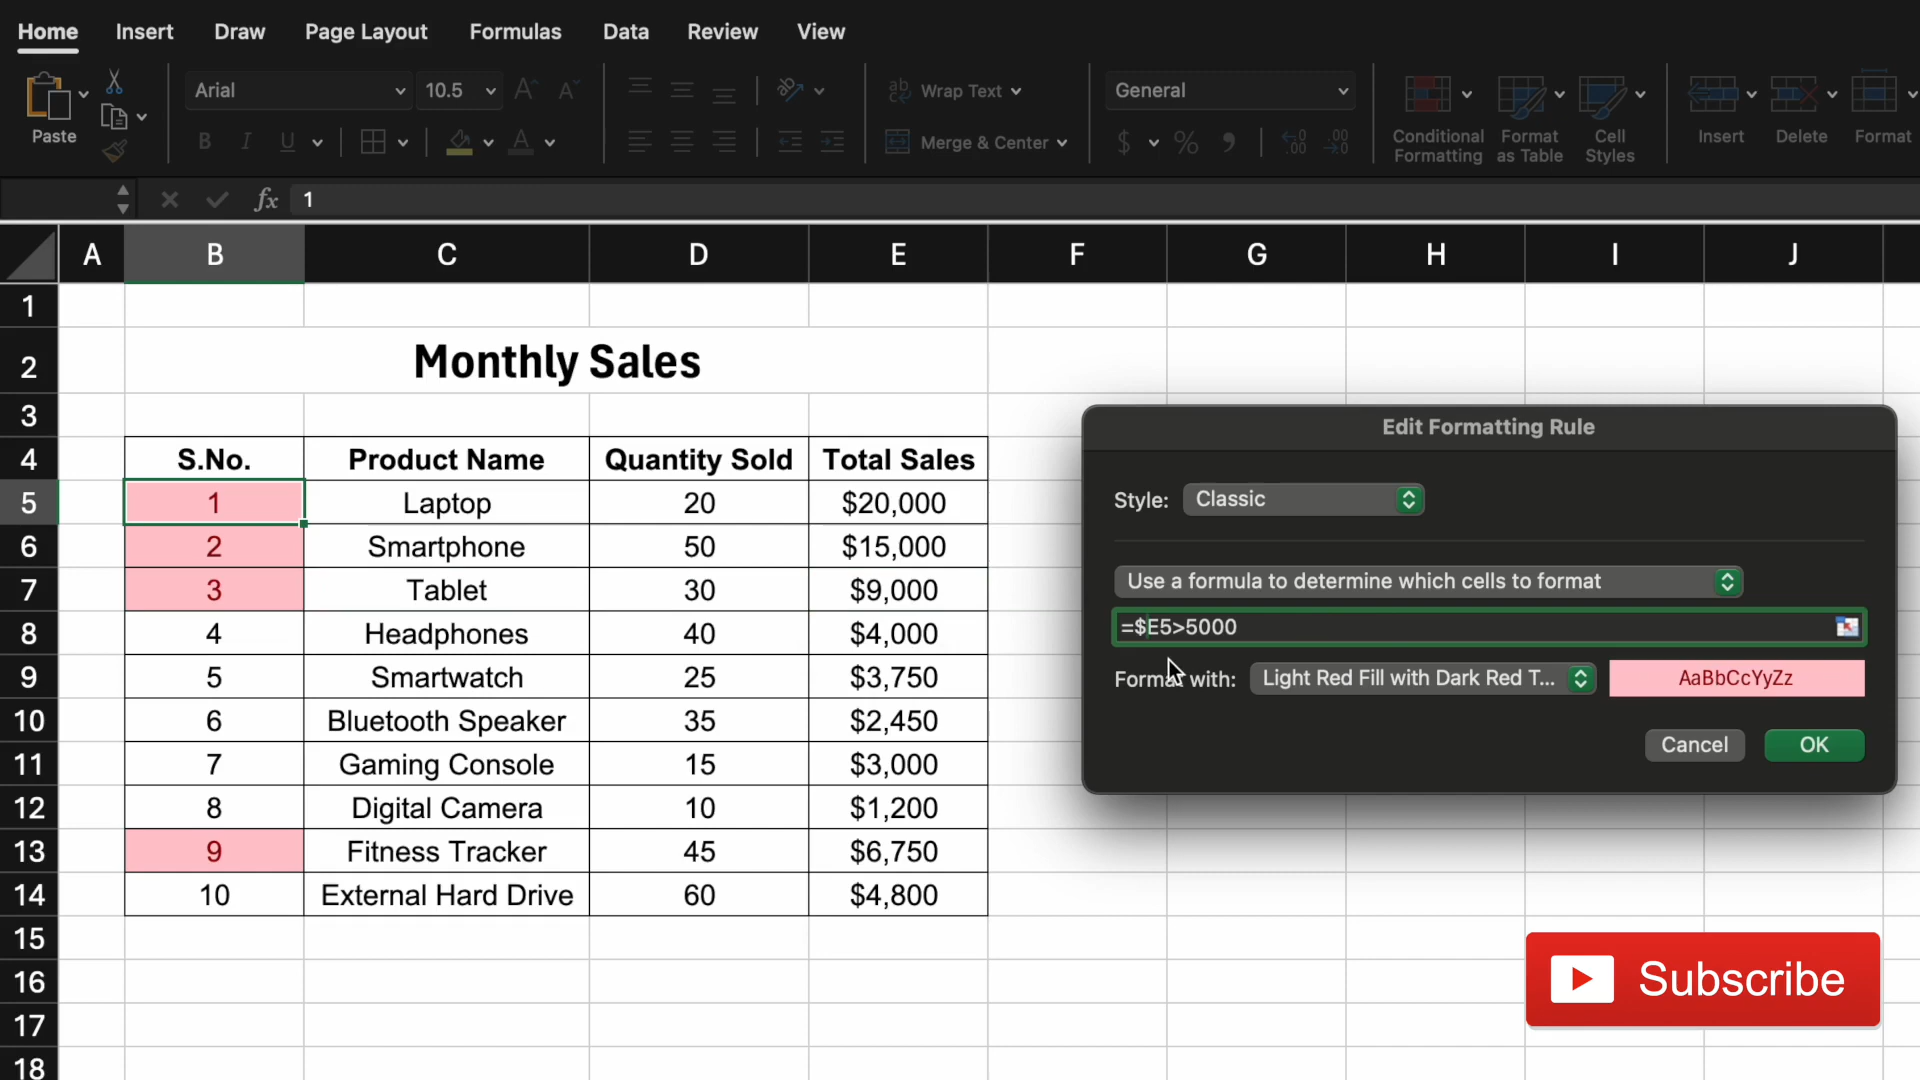 Home Insert Draw Page Layout Formulas Data Review View
Paste
Arial 10.5 A A
B I U A
ab Wrap Text
Merge & Center
General
$ % 9 .00 .00
Conditional Formatting
Format as Table
Cell Styles
Insert Delete Format
fx 1
A B C D E F G H I J
1
2 Monthly Sales
3
4 S.No. Product Name Quantity Sold Total Sales
5 1 Laptop 20 $20,000
6 2 Smartphone 50 $15,000
7 3 Tablet 30 $9,000
8 4 Headphones 40 $4,000
9 5 Smartwatch 25 $3,750
10 6 Bluetooth Speaker 35 $2,450
11 7 Gaming Console 15 $3,000
12 8 Digital Camera 10 $1,200
13 9 Fitness Tracker 45 $6,750
14 10 External Hard Drive 60 $4,800
15
16
17
18
Edit Formatting Rule
Style: Classic
Use a formula to determine which cells to format
=$E5>5000
Format with: Light Red Fill with Dark Red T... AaBbCcYyZz
Cancel OK
Subscribe